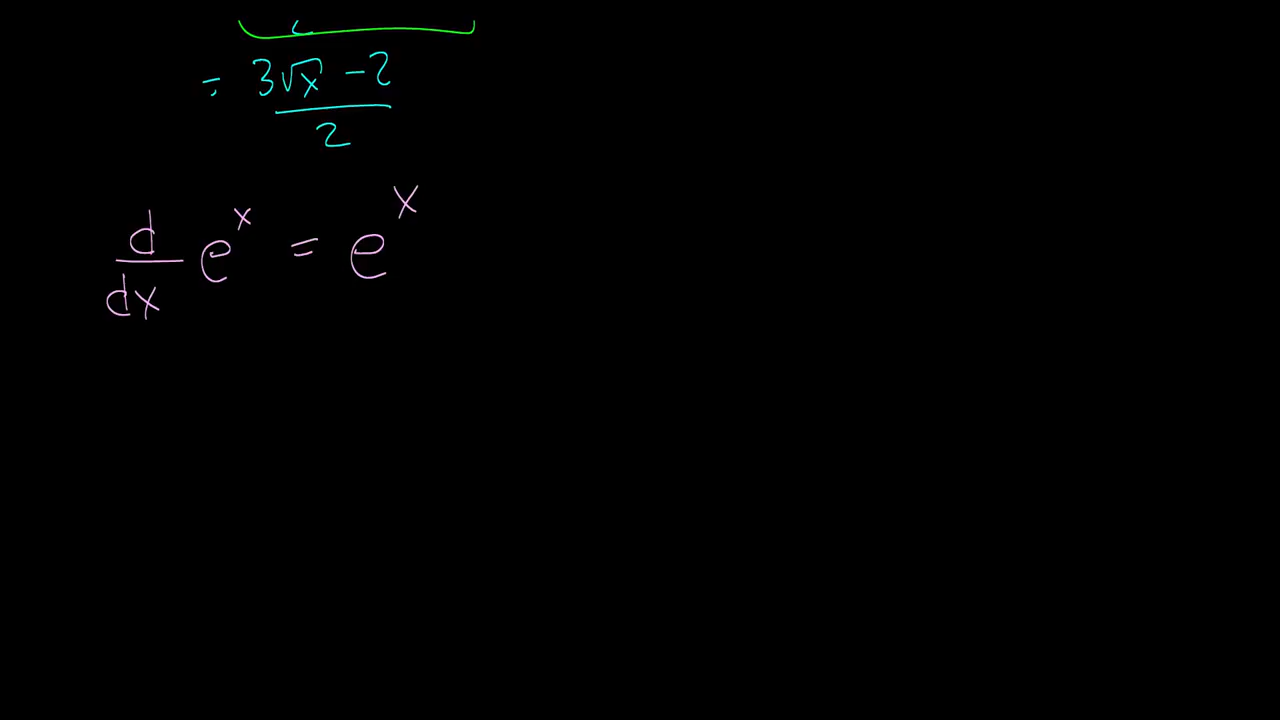 = 3√x - 2 / 2
d/dx e^x = e^x